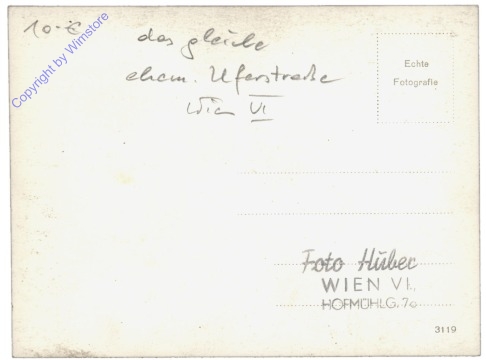 10.-€
Copyright by Wimstore
das gleiche
ehem. Uferstraße
Wien VI
Echte
Fotografie
Foto Huber
WIEN VI.,
HOFMÜHLG. 7a
3119